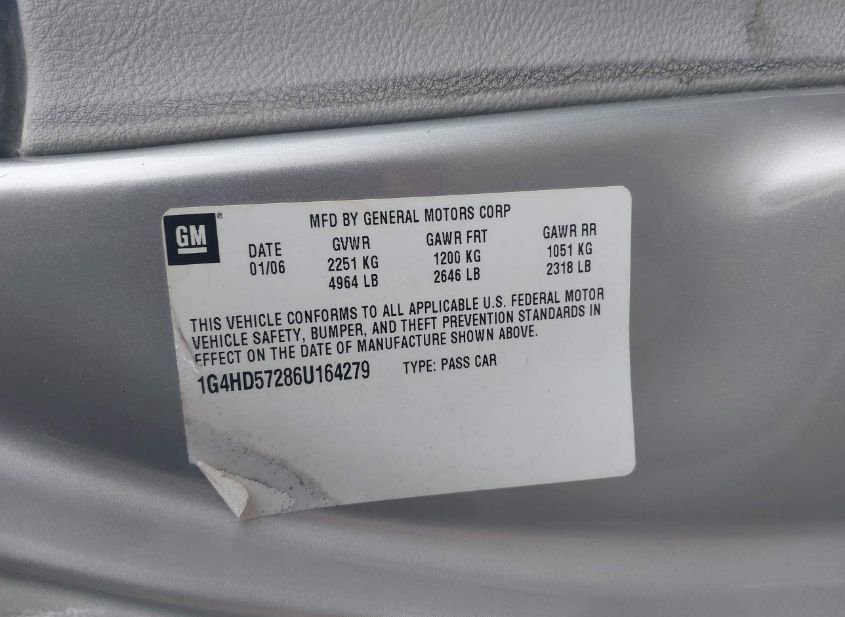 MFD BY GENERAL MOTORS CORP
GM®
DATE GVWR GAWR FRT GAWR RR
01/06 2251 KG 1200 KG 1051 KG
4964 LB 2646 LB 2318 LB
THIS VEHICLE CONFORMS TO ALL APPLICABLE U.S. FEDERAL MOTOR
VEHICLE SAFETY, BUMPER, AND THEFT PREVENTION STANDARDS IN
EFFECT ON THE DATE OF MANUFACTURE SHOWN ABOVE.
1G4HD57286U164279 TYPE: PASS CAR